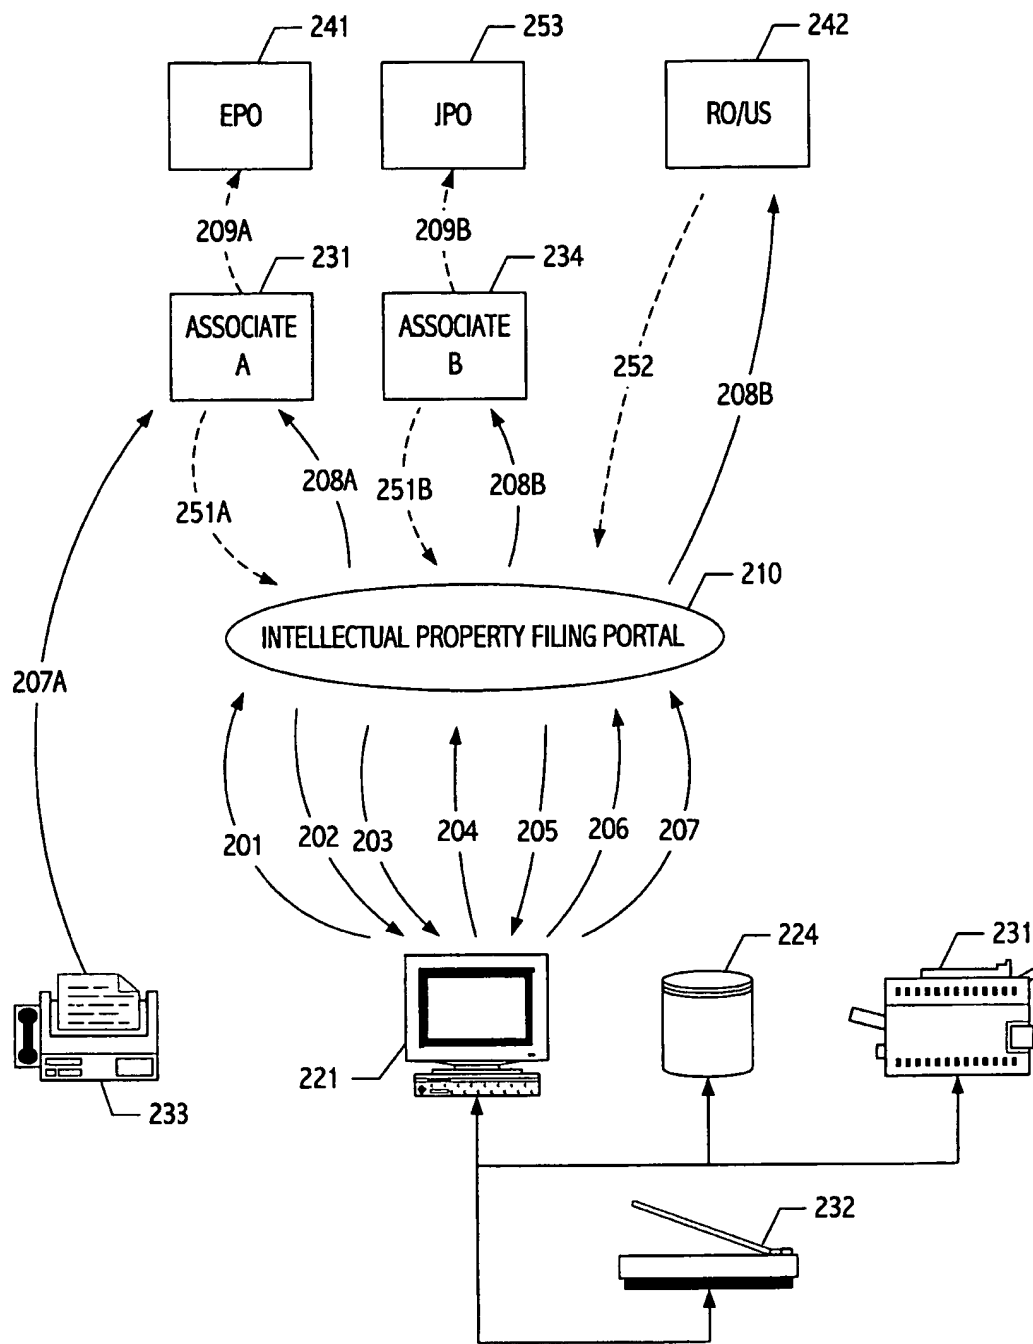 241
253
242
EPO
JPO
RO/US
209A
209B
231
234
ASSOCIATE
A
ASSOCIATE
B
252
208B
208A
251A
251B
208B
210
INTELLECTUAL PROPERTY FILING PORTAL
207A
201
202
203
204
205
206
207
224
231
221
233
232